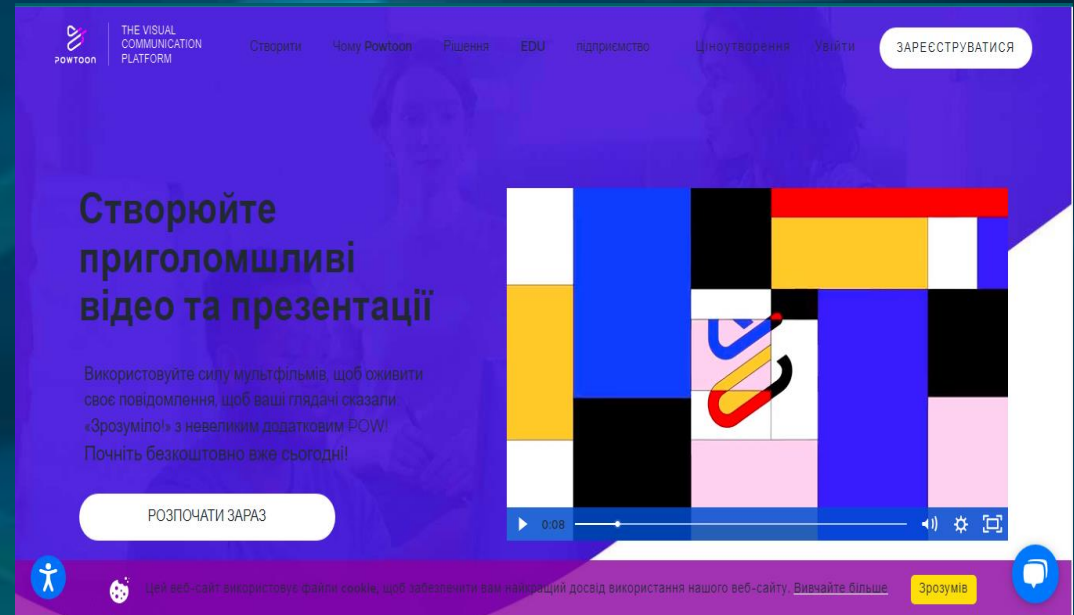 POWTOON
THE VISUAL
COMMUNICATION
PLATFORM
Створити Чому Powtoon Рішення EDU підприємство Ціноутворення Увійти ЗАРЕЄСТРУВАТИСЯ
Створюйте
приголомшливі
відео та презентації
Використовуйте силу мультфільмів, щоб оживити
своє повідомлення, щоб ваші глядачі сказали:
«Зрозуміло!» з невеликим додатковим POW!
Почніть безкоштовно вже сьогодні!
РОЗПОЧАТИ ЗАРАЗ
0:08
Цей веб-сайт використовує файли cookie, щоб забезпечити вам найкращий досвід використання нашого веб-сайту. Вивчайте більше Зрозумів